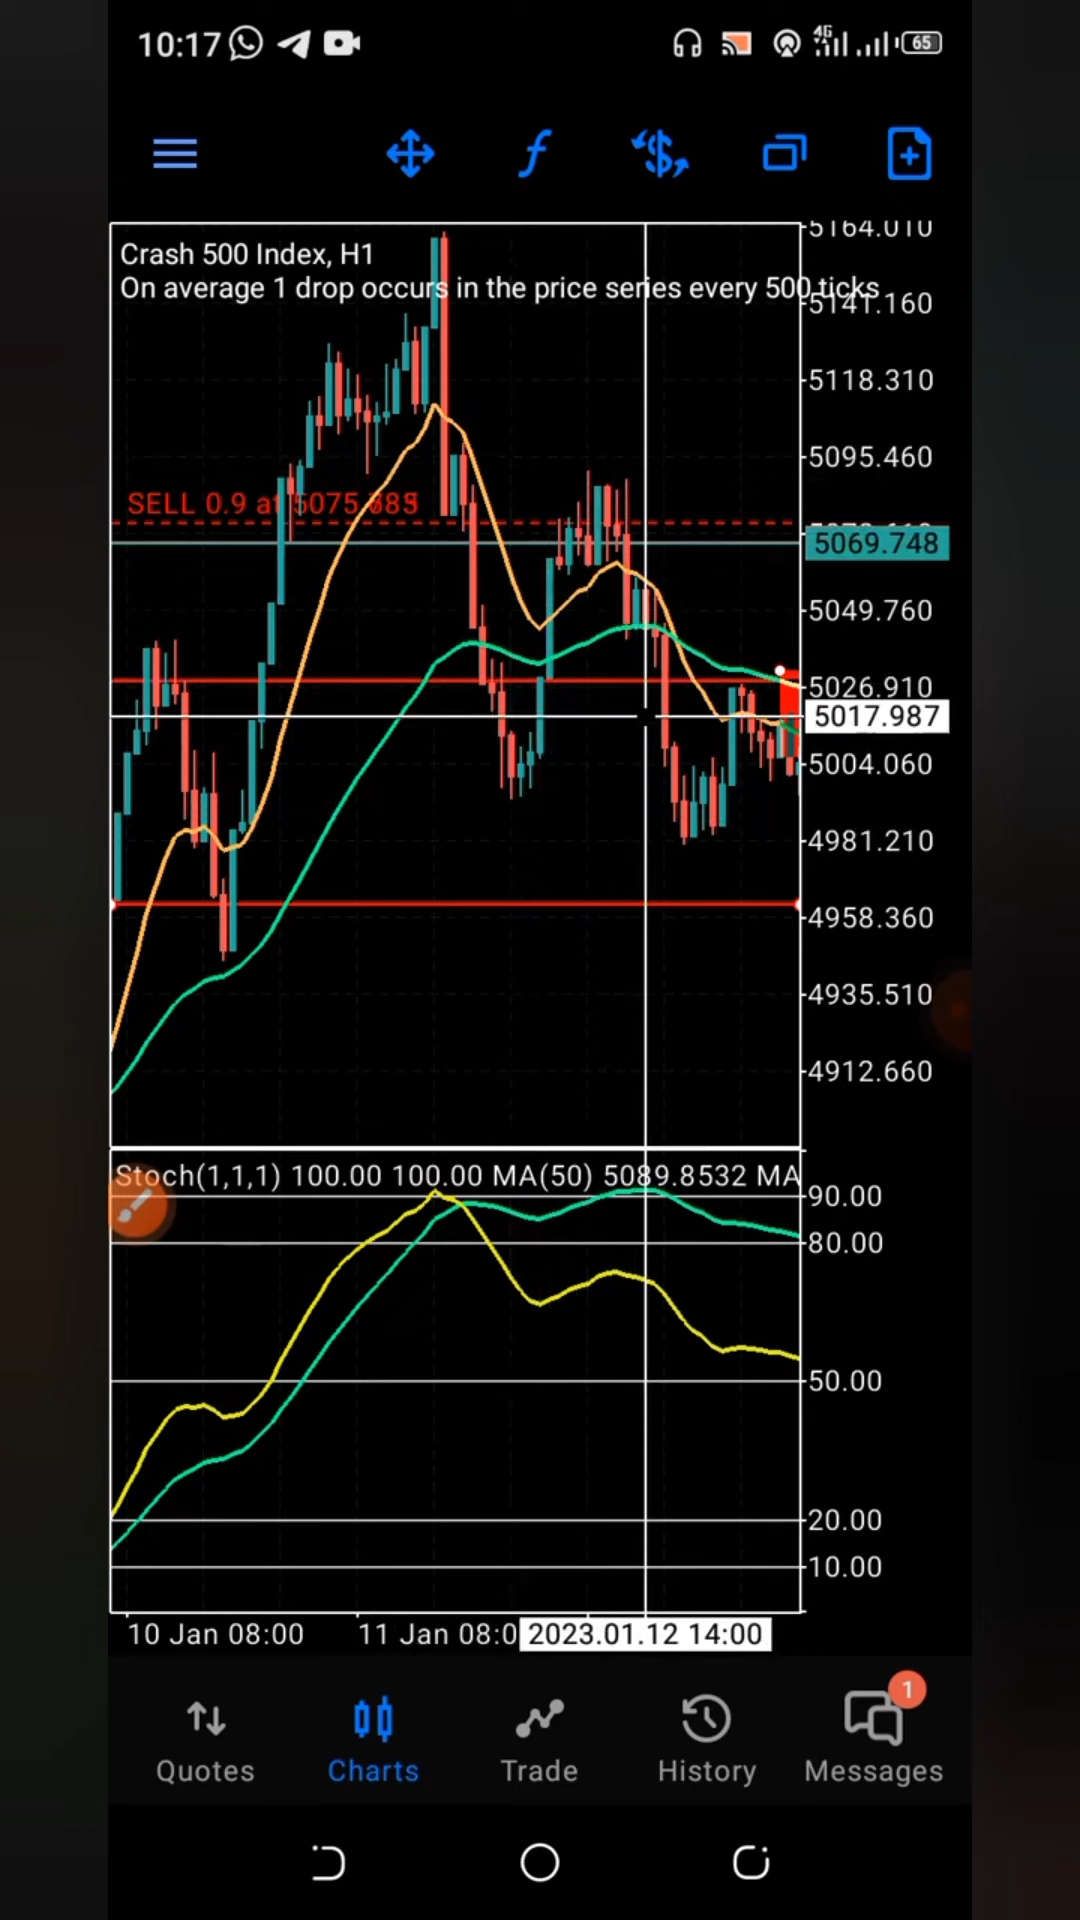 10:17
4G
65
5164.010
Crash 500 Index, H1
On average 1 drop occurs in the price series every 500 ticks
5141.160
5118.310
5095.460
SELL 0.9 at
5069.748
5049.760
5026.910
5017.987
5004.060
4981.210
4958.360
4935.510
4912.660
Stoch(1,1,1) 100.00 100.00 MA(50) 5089.8532 MA
90.00
80.00
50.00
20.00
10.00
10 Jan 08:00
11 Jan 08:0
2023.01.12 14:00
1
Quotes
Charts
Trade
History
Messages